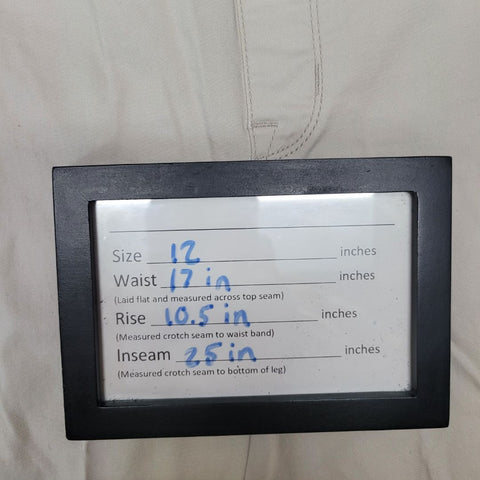 Size 12 inches
Waist 17 in inches
(Laid flat and measured across top seam)
Rise 10.5 in inches
(Measured crotch seam to waist band)
Inseam 25 in inches
(Measured crotch seam to bottom of leg)